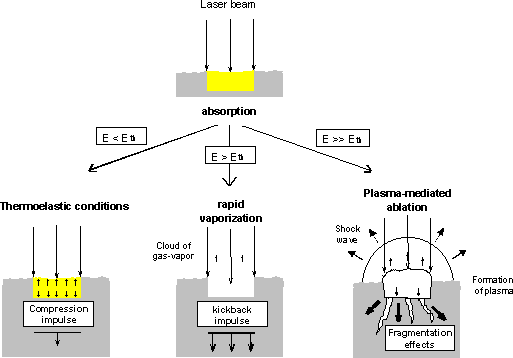 Laser beam
absorption
E < Eth
E > Eth
E >> Eth
Thermoelastic conditions
rapid
vaporization
Plasma-mediated
ablation
Cloud of
gas-vapor
Shock
wave
Formation
of plasma
Compression
impulse
kickback
impulse
Fragmentation
effects